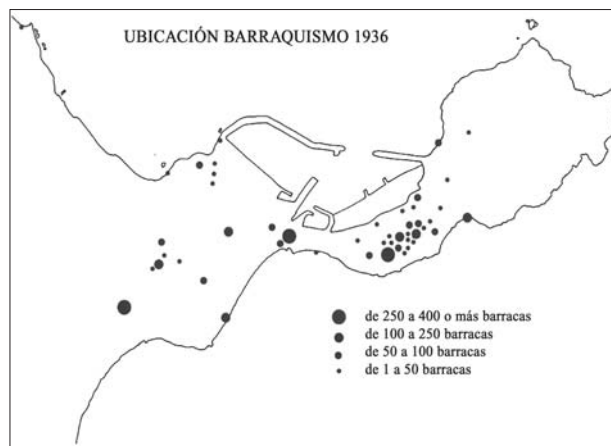 UBICACIÓN BARRAQUISMO 1936
de 250 a 400 o más barracas
de 100 a 250 barracas
de 50 a 100 barracas
de 1 a 50 barracas